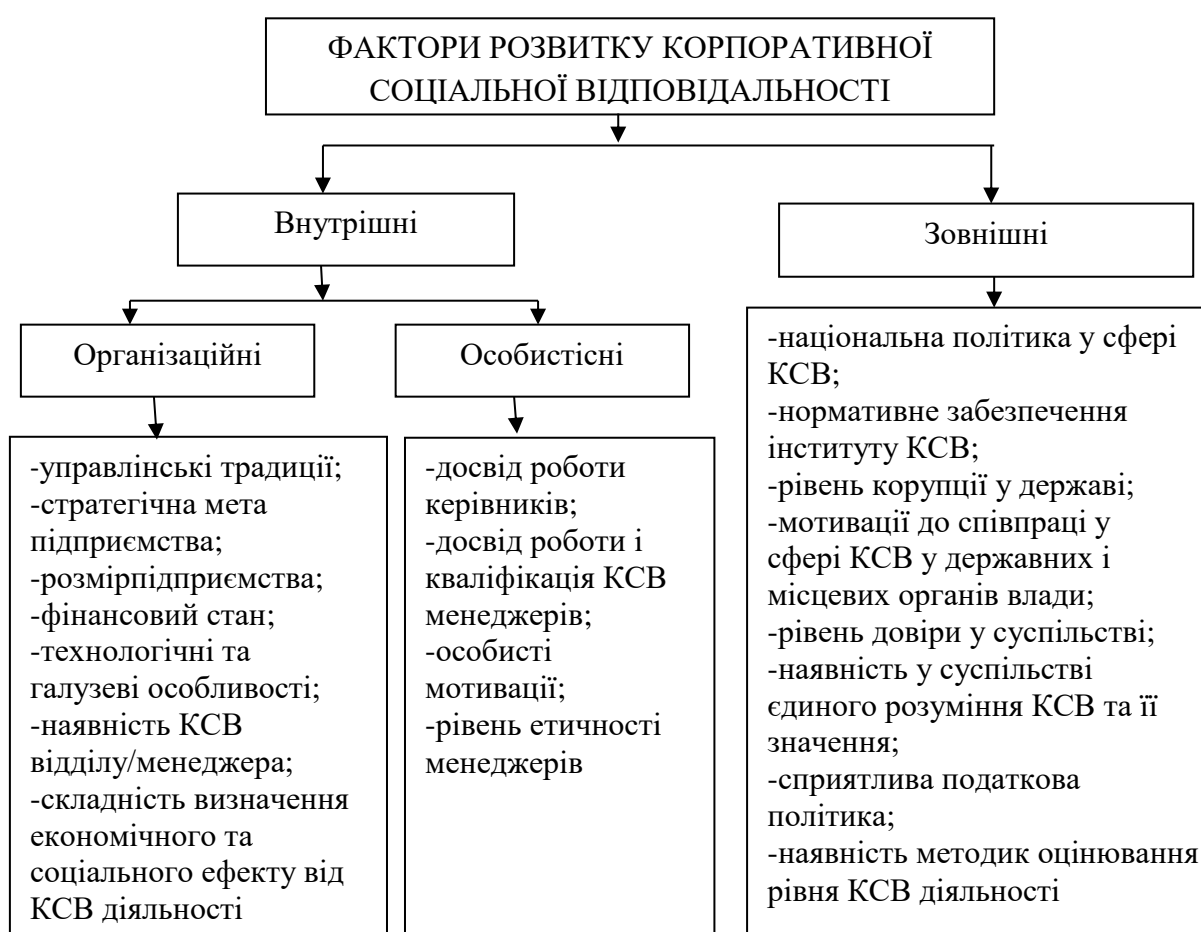 ФАКТОРИ РОЗВИТКУ КОРПОРАТИВНОЇ
СОЦІАЛЬНОЇ ВІДПОВІДАЛЬНОСТІ
Внутрішні
Зовнішні
Організаційні
Особистісні
-управлінські традиції;
-стратегічна мета
підприємства;
-розмірпідприємства;
-фінансовий стан;
-технологічні та
галузеві особливості;
-наявність КСВ
відділу/менеджера;
-складність визначення
економічного та
соціального ефекту від
КСВ діяльності
-досвід роботи
керівників;
-досвід роботи і
кваліфікація КСВ
менеджерів;
-особисті
мотивації;
-рівень етичності
менеджерів
-національна політика у сфері
КСВ;
-нормативне забезпечення
інституту КСВ;
-рівень корупції у державі;
-мотивації до співпраці у
сфері КСВ у державних і
місцевих органів влади;
-рівень довіри у суспільстві;
-наявність у суспільстві
єдиного розуміння КСВ та її
значення;
-сприятлива податкова
політика;
-наявність методик оцінювання
рівня КСВ діяльності